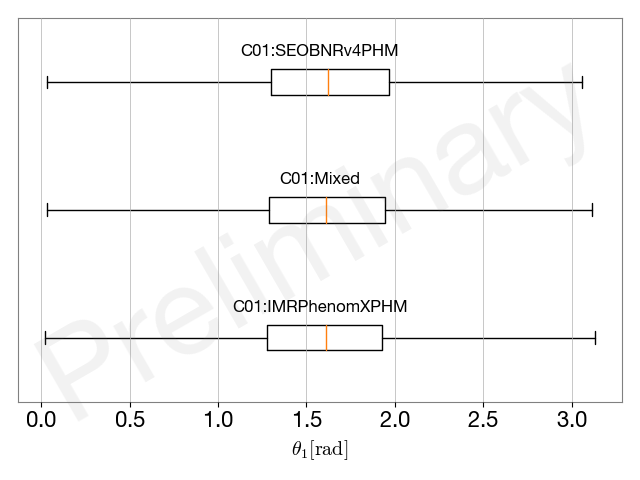 C01:SEOBNRv4PHM
C01:Mixed
C01:IMRPhenomXPHM
Preliminary
0.0 0.5 1.0 1.5 2.0 2.5 3.0
θ₁[rad]